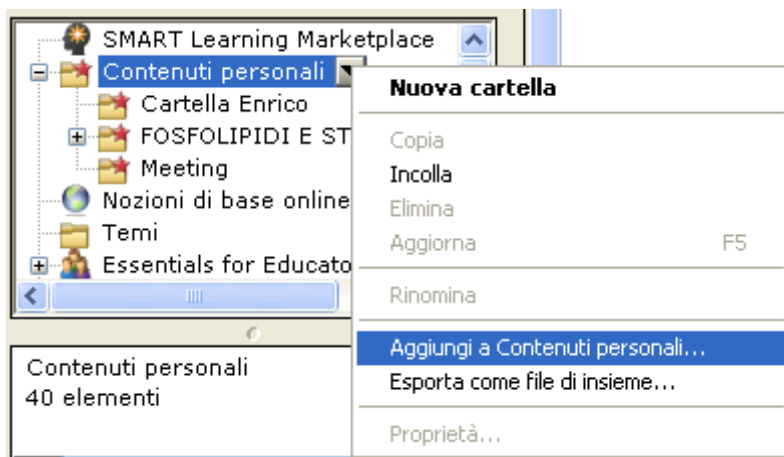 SMART Learning Marketplace
Contenuti personali
Cartella Enrico
FOSFOLIPIDI E ST
Meeting
Nozioni di base online
Temi
Essentials for Educato
Contenuti personali
40 elementi
Nuova cartella
Copia
Incolla
Elimina
Aggiorna F5
Rinomina
Aggiungi a Contenuti personali...
Esporta come file di insieme...
Proprietà...